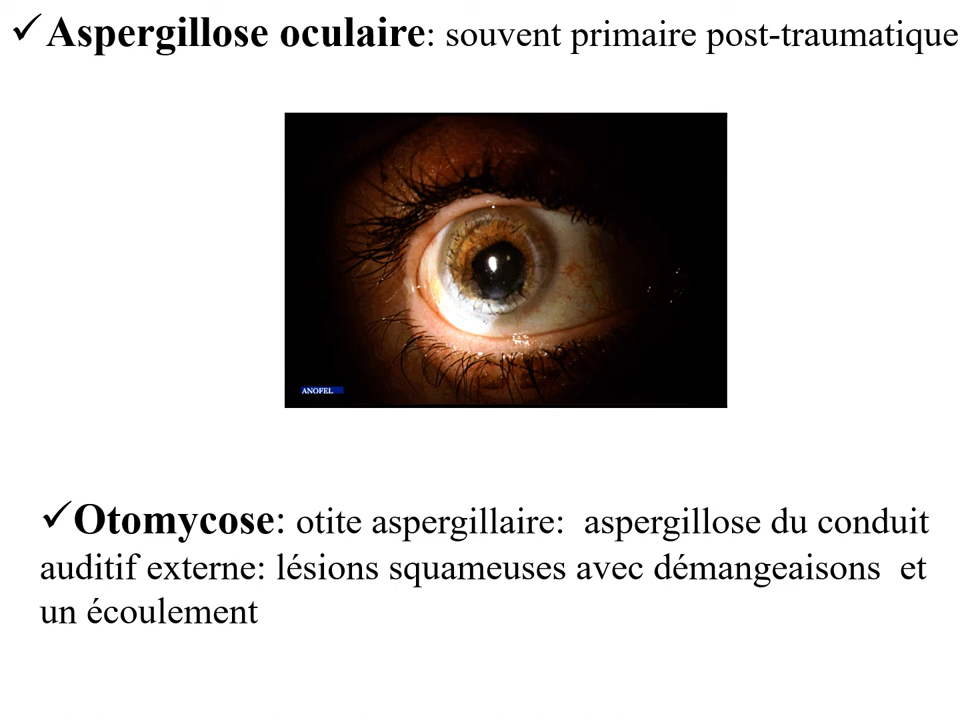 ✓Aspergillose oculaire: souvent primaire post-traumatique
ANOFEL
✓Otomycose: otite aspergillaire: aspergillose du conduit
auditif externe: lésions squameuses avec démangeaisons et
un écoulement